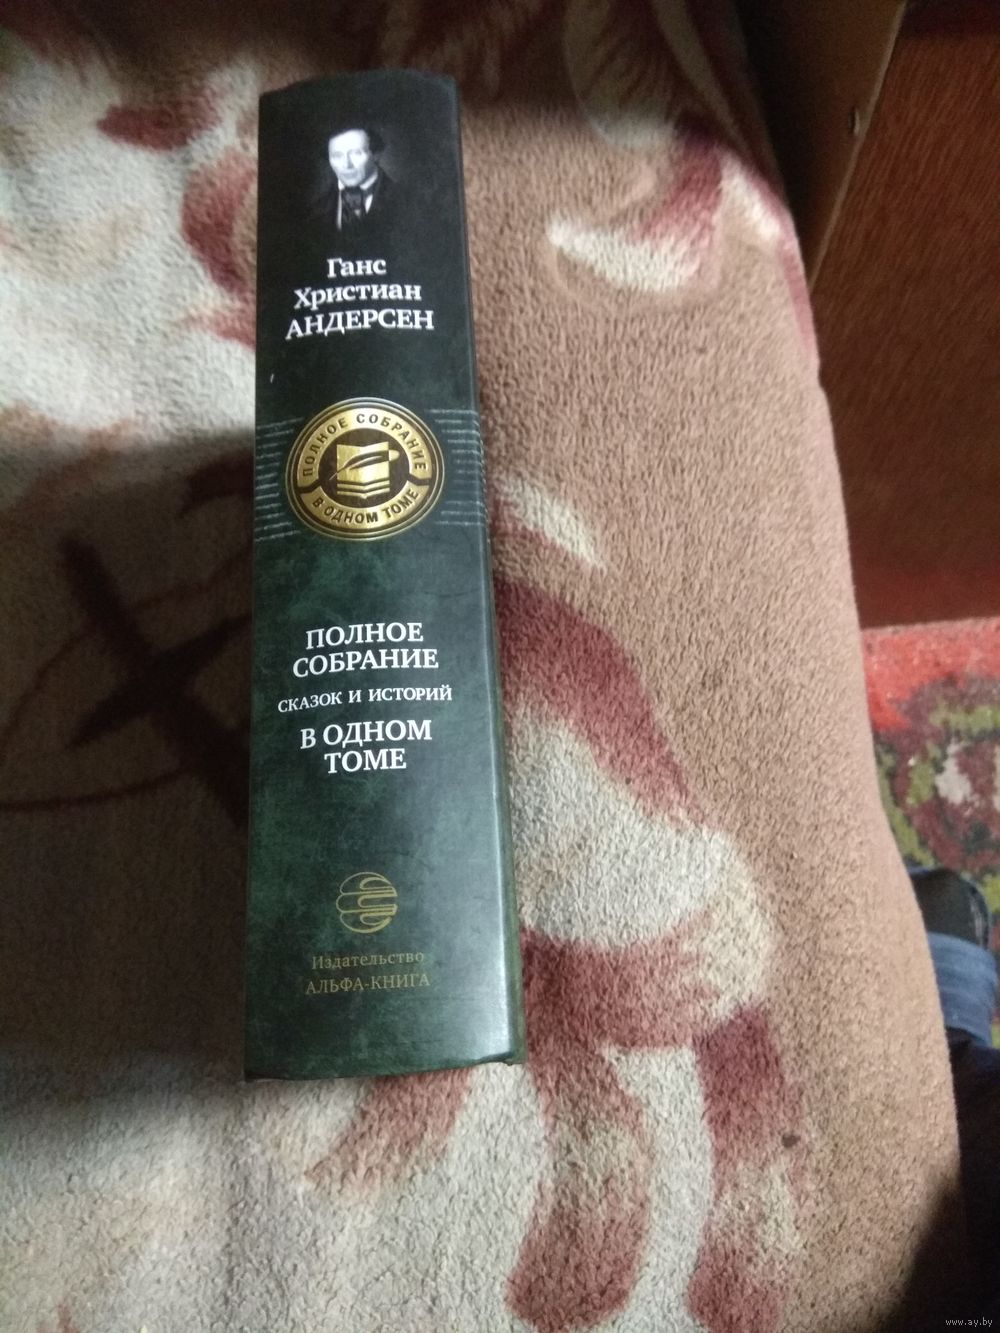 Ганс
Христиан
АНДЕРСЕН
ПОЛНОЕ СОБРАНИЕ
В ОДНОМ ТОМЕ
ПОЛНОЕ
СОБРАНИЕ
СКАЗОК И ИСТОРИЙ
В ОДНОМ
ТОМЕ
Издательство
АЛЬФА-КНИГА
www.ay.by